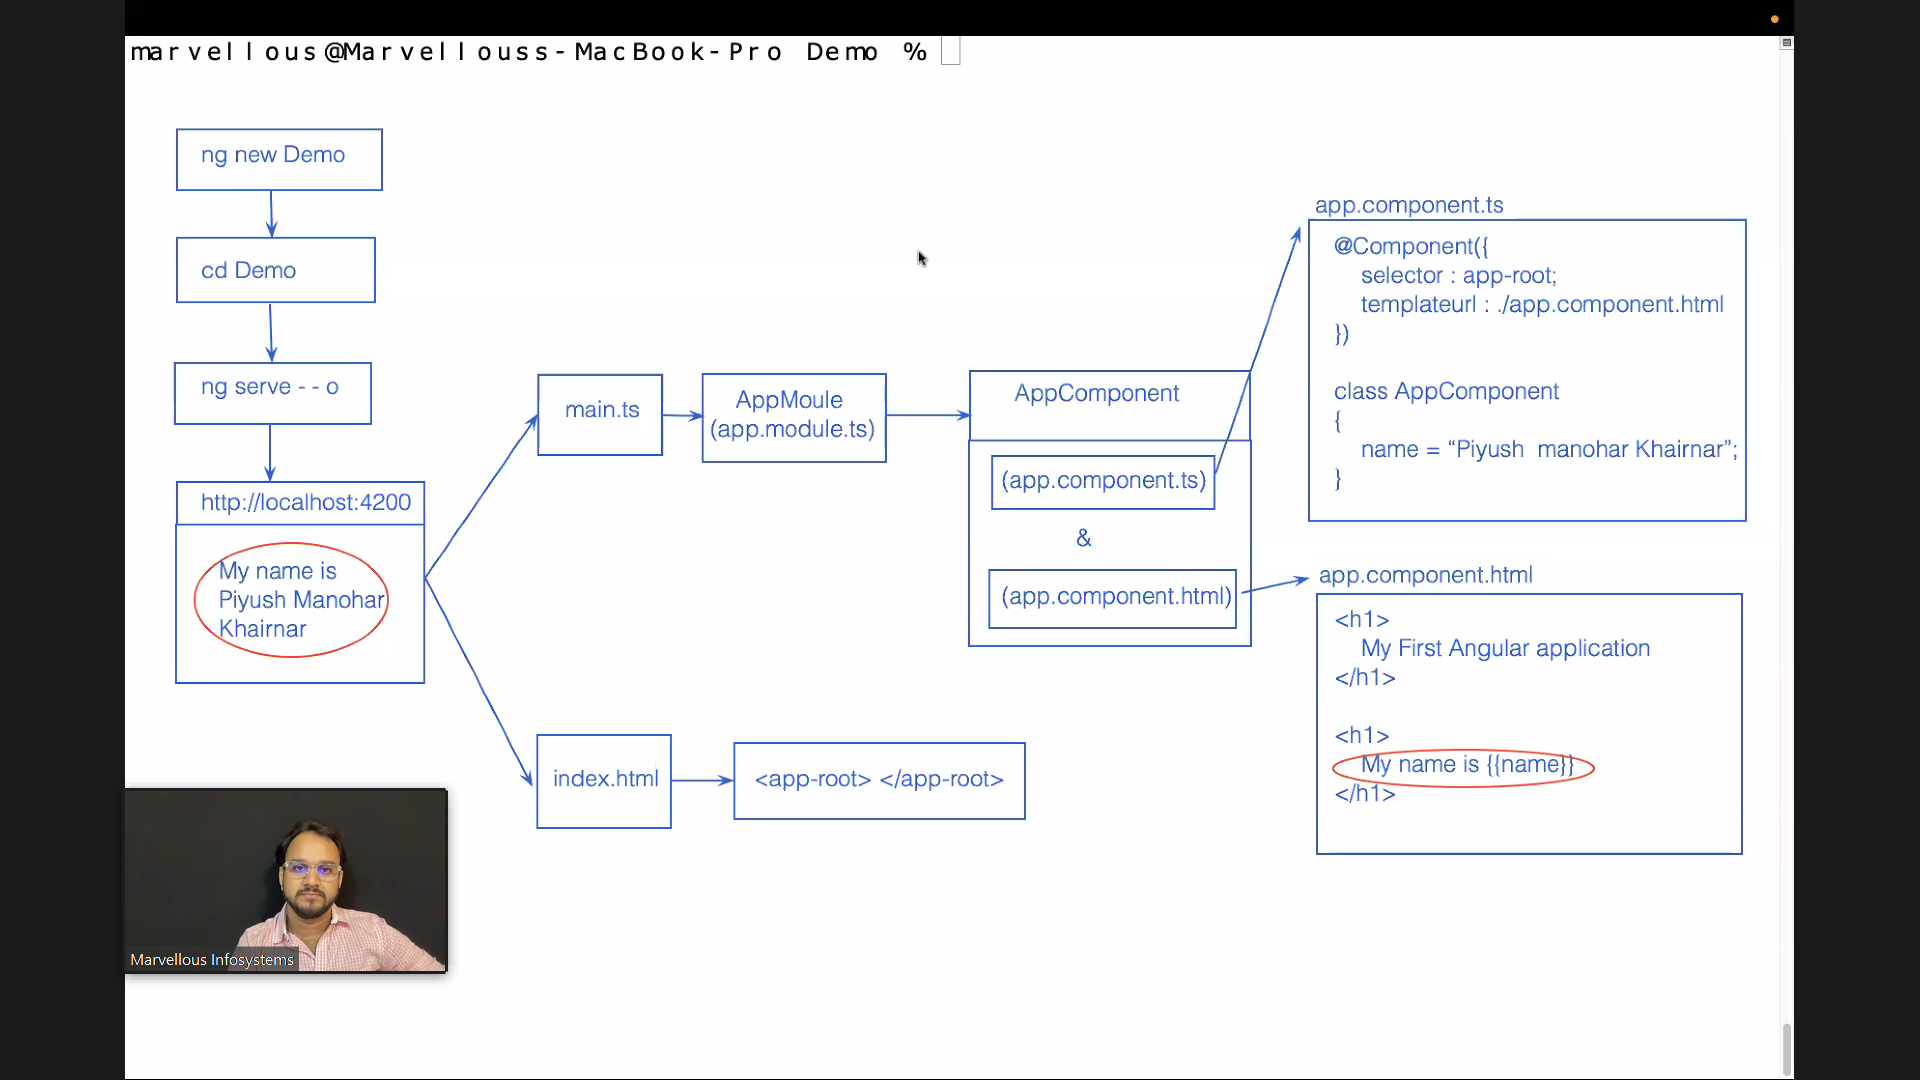 marvellous@Marvellouss-MacBook-Pro Demo %
ng new Demo
cd Demo
ng serve - - o
http://localhost:4200
My name is
Piyush Manohar
Khairnar
main.ts
AppMoule
(app.module.ts)
AppComponent
(app.component.ts)
&
(app.component.html)
index.html
<app-root> </app-root>
app.component.ts
@Component({
selector : app-root;
templateurl : ./app.component.html
})
class AppComponent
{
name = “Piyush manohar Khairnar”;
}
app.component.html
<h1>
My First Angular application
</h1>
<h1>
My name is {{name}}
</h1>
Marvellous Infosystems